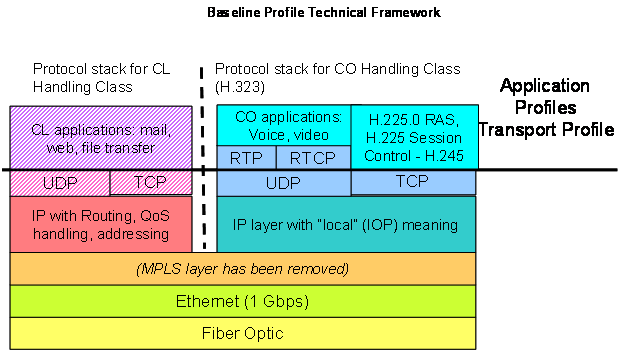 Baseline Profile Technical Framework
Protocol stack for CL
Handling Class
Protocol stack for CO Handling Class
(H.323)
Application
Profiles
Transport Profile
CL applications: mail,
web, file transfer
CO applications:
Voice, video
H.225.0 RAS,
H.225 Session
Control - H.245
RTP
RTCP
UDP
TCP
UDP
TCP
IP with Routing, QoS
handling, addressing
IP layer with "local" (IOP) meaning
(MPLS layer has been removed)
Ethernet (1 Gbps)
Fiber Optic